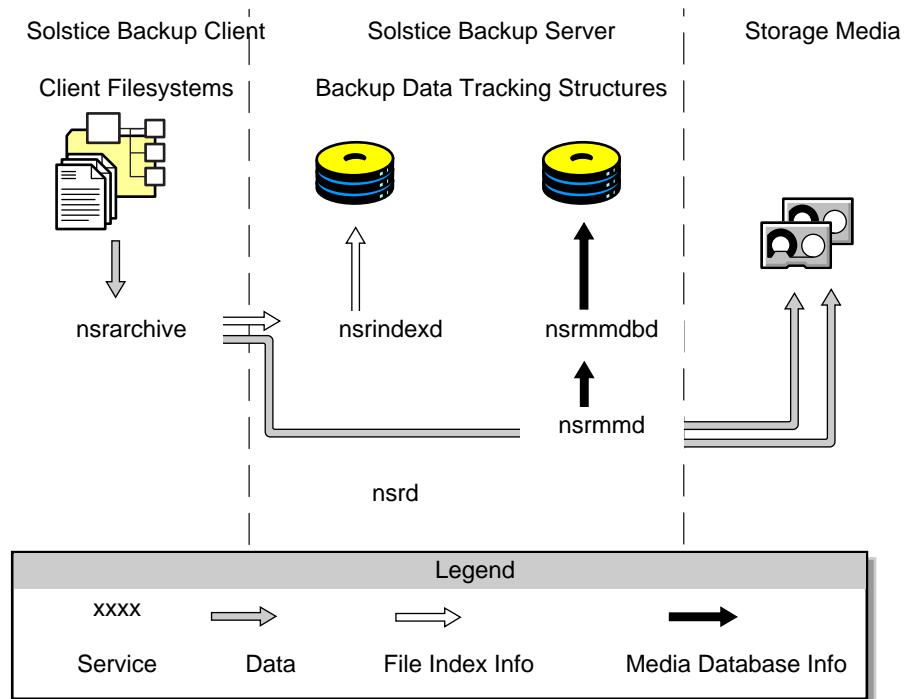 Solstice Backup Client
Solstice Backup Server
Storage Media
Client Filesystems
Backup Data Tracking Structures
nsrarchive
nsrindexd
nsrmmdbd
nsrmmd
nsrd
Legend
xxxx
Service
Data
File Index Info
Media Database Info